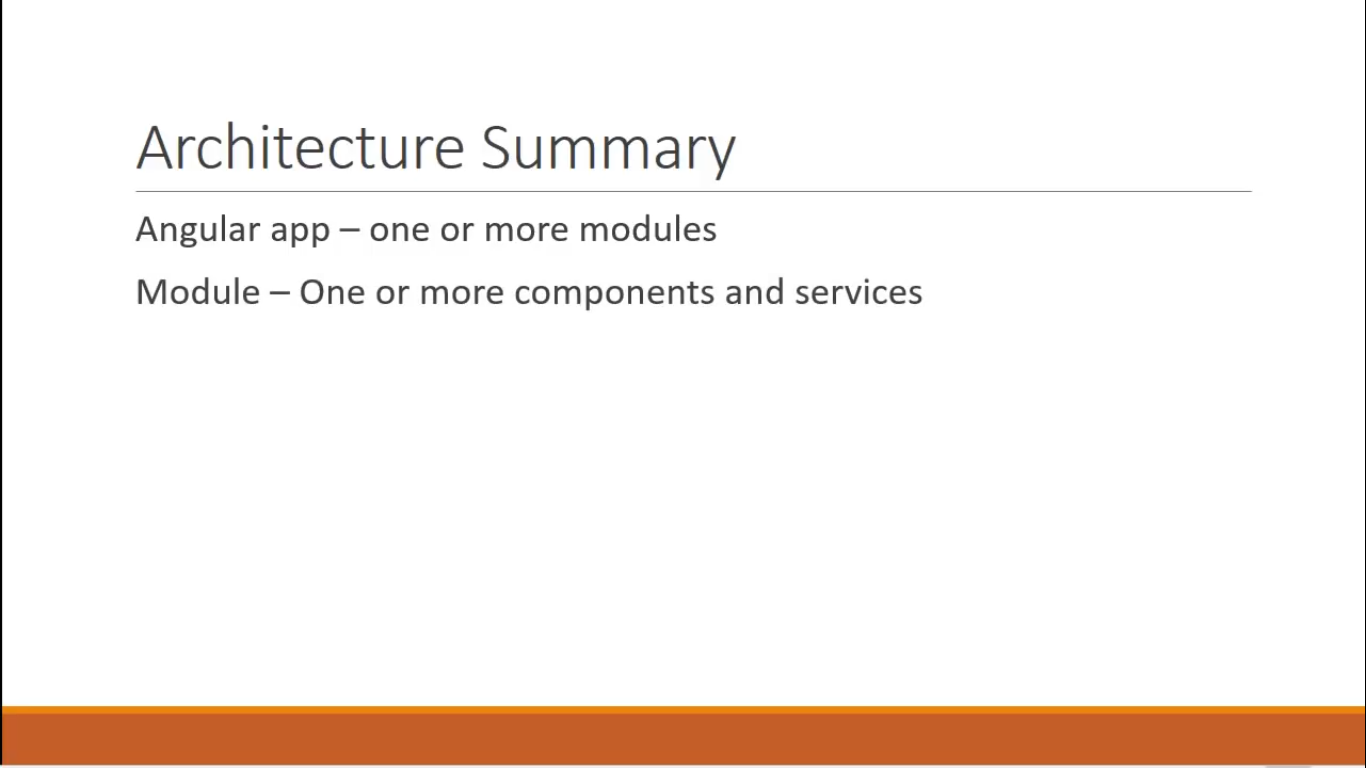 Architecture Summary
Angular app – one or more modules
Module – One or more components and services